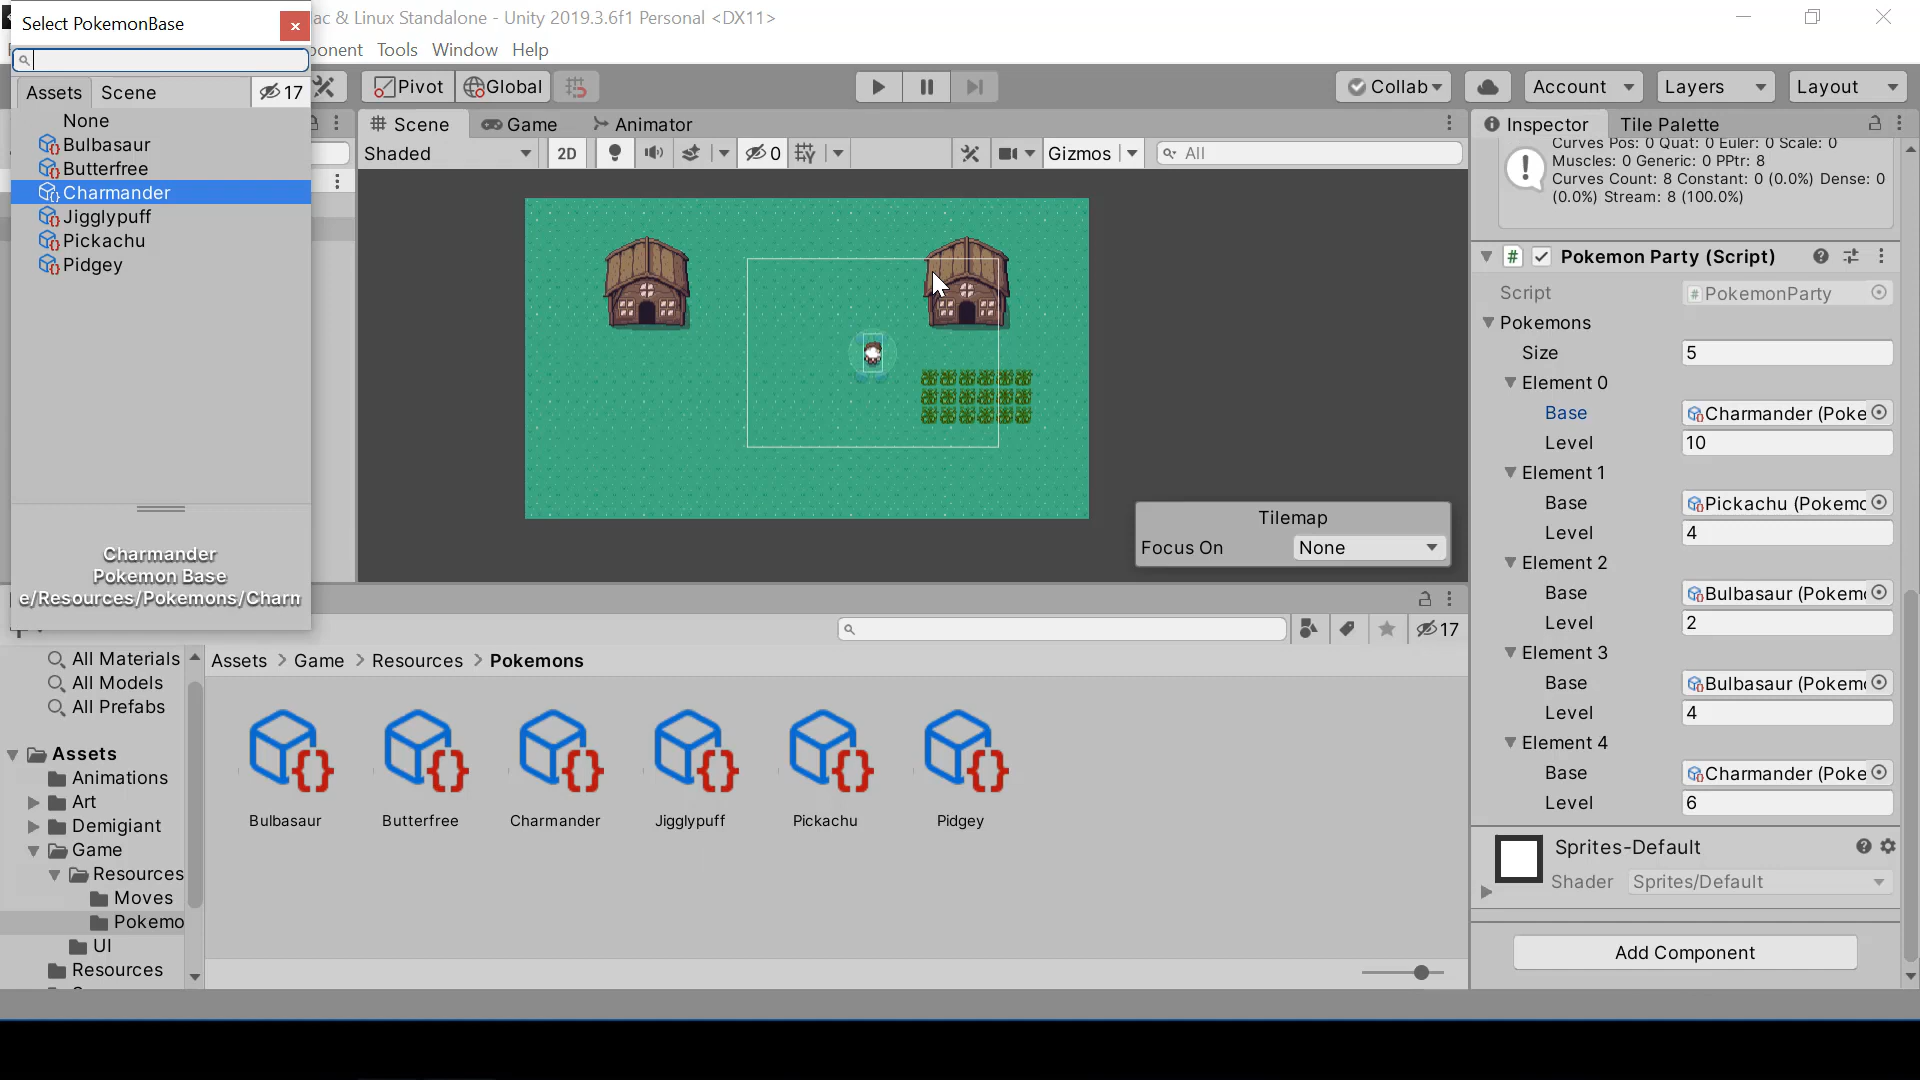 Select PokemonBase
ac & Linux Standalone - Unity 2019.3.6f1 Personal <DX11>
ponent Tools Window Help
Assets Scene 17
Pivot Global
Collab Account Layers Layout
None
Bulbasaur
Butterfree
Charmander
Jigglypuff
Pickachu
Pidgey
Charmander
Pokemon Base
e/Resources/Pokemons/Charn
Scene Game Animator
Shaded 2D 0 Gizmos All
Tilemap
Focus On None
Inspector Tile Palette
Curves Pos: 0 Quat: 0 Euler: 0 Scale: 0
Muscles: 0 Generic: 0 PPtr: 8
Curves Count: 8 Constant: 0 (0.0%) Dense: 0
(0.0%) Stream: 8 (100.0%)
# Pokemon Party (Script)
Script # PokemonParty
Pokemons
Size 5
Element 0
Base Charmander (Poke
Level 10
Element 1
Base Pickachu (Pokemo
Level 4
Element 2
Base Bulbasaur (Pokem
Level 2
Element 3
Base Bulbasaur (Pokem
Level 4
Element 4
Base Charmander (Poke
Level 6
Sprites-Default
Shader Sprites/Default
Add Component
17
All Materials
All Models
All Prefabs
Assets
Animations
Art
Demigiant
Game
Resources
Moves
Pokemo
UI
Resources
Assets > Game > Resources > Pokemons
Bulbasaur Butterfree Charmander Jigglypuff Pickachu Pidgey